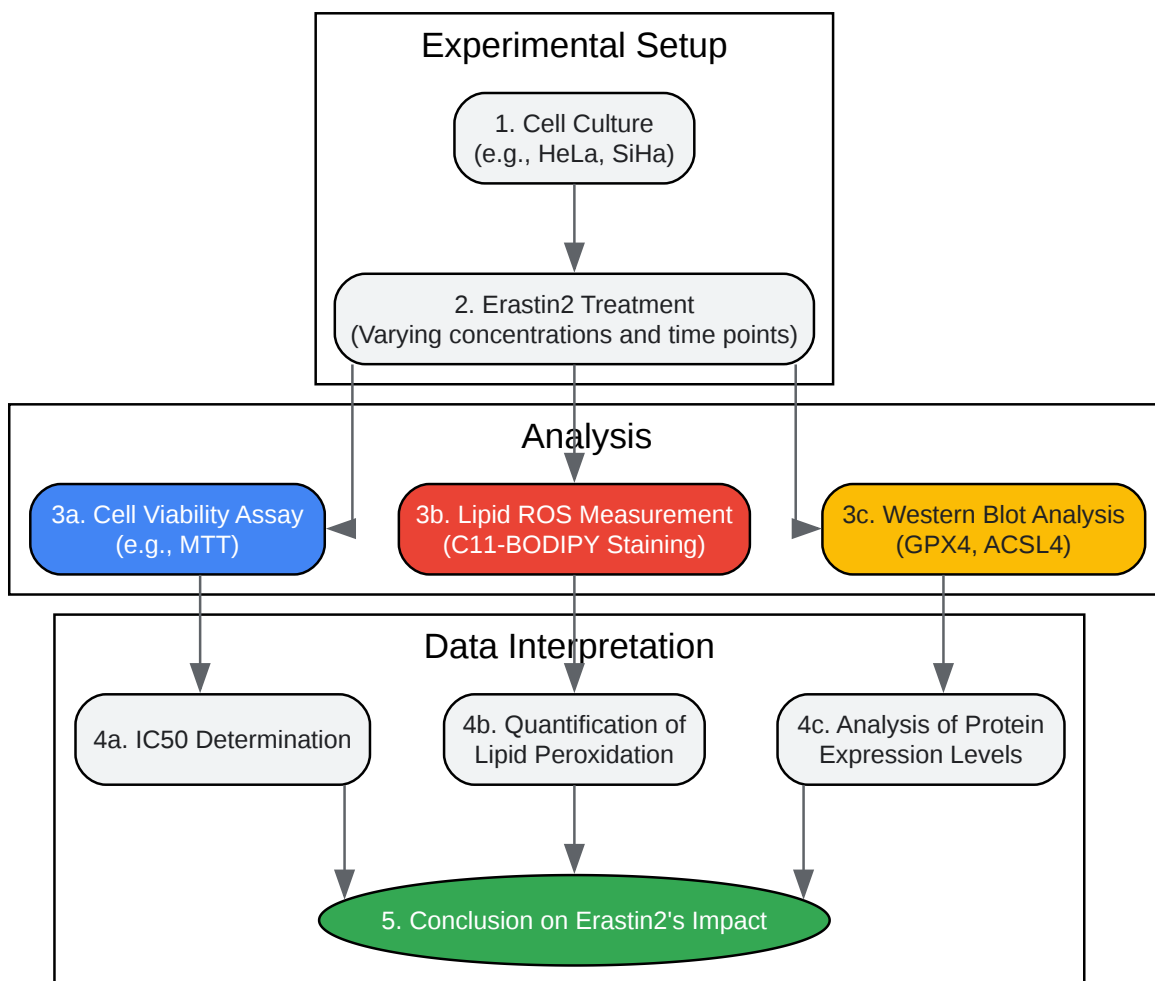 Experimental Setup
1. Cell Culture
(e.g., HeLa, SiHa)
2. Erastin2 Treatment
(Varying concentrations and time points)
Analysis
3a. Cell Viability Assay
(e.g., MTT)
3b. Lipid ROS Measurement
(C11-BODIPY Staining)
3c. Western Blot Analysis
(GPX4, ACSL4)
Data Interpretation
4a. IC50 Determination
4b. Quantification of
Lipid Peroxidation
4c. Analysis of Protein
Expression Levels
5. Conclusion on Erastin2's Impact